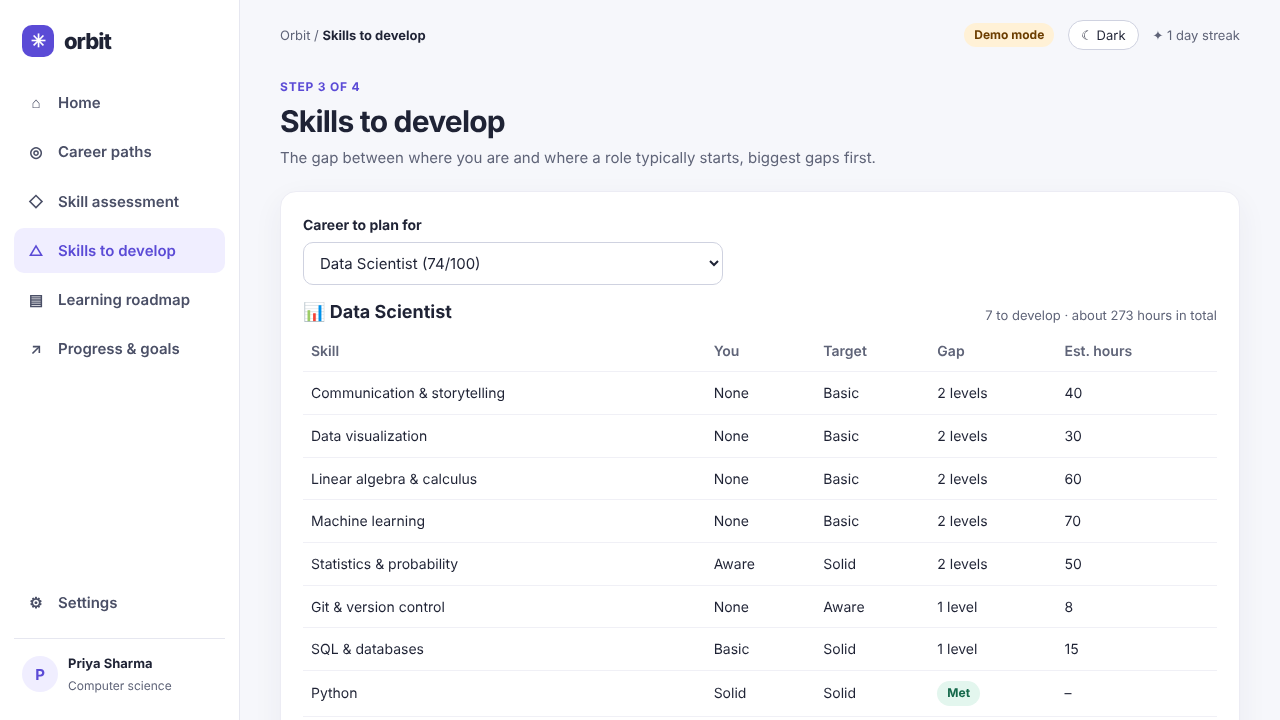 orbit
Home
Career paths
Skill assessment
Skills to develop
Learning roadmap
Progress & goals
Settings
P
Priya Sharma
Computer science
Orbit / Skills to develop
Demo mode
☾ Dark
✦ 1 day streak
STEP 3 OF 4
Skills to develop
The gap between where you are and where a role typically starts, biggest gaps first.
Career to plan for
Data Scientist (74/100)
📊 Data Scientist
7 to develop · about 273 hours in total
Skill You Target Gap Est. hours
Communication & storytelling None Basic 2 levels 40
Data visualization None Basic 2 levels 30
Linear algebra & calculus None Basic 2 levels 60
Machine learning None Basic 2 levels 70
Statistics & probability Aware Solid 2 levels 50
Git & version control None Aware 1 level 8
SQL & databases Basic Solid 1 level 15
Python Solid Solid Met –